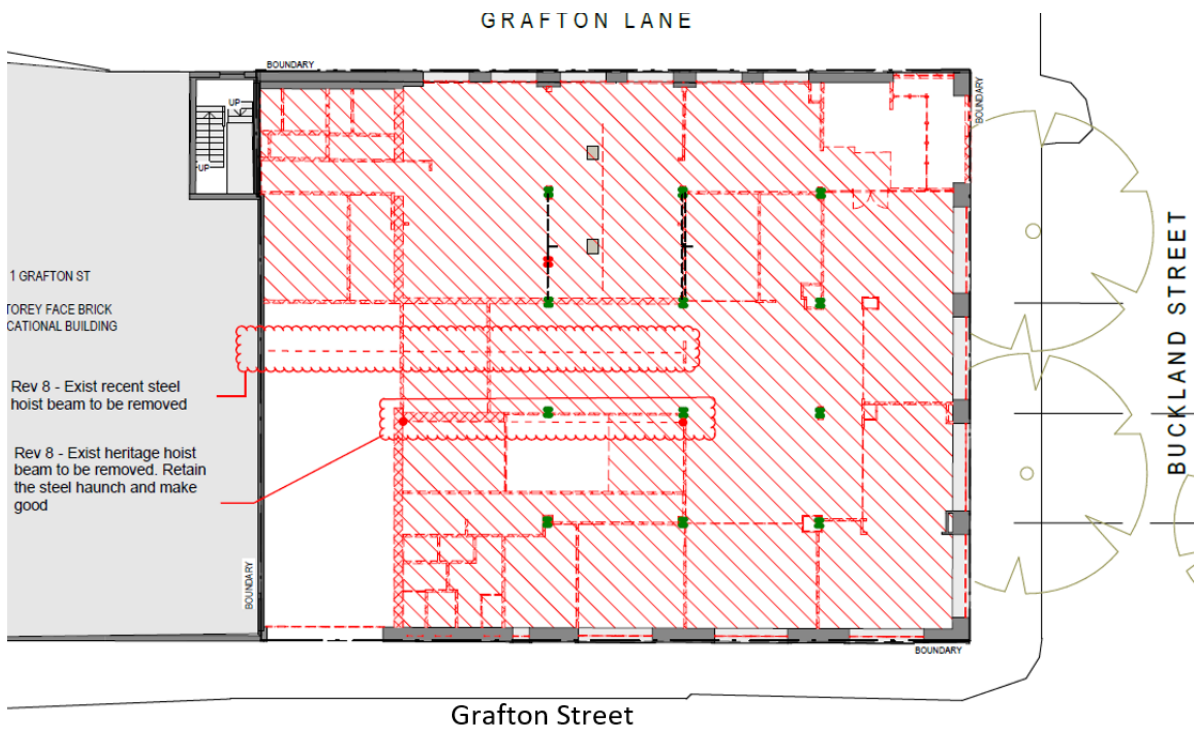 GRAFTON LANE
BOUNDARY
BOUNDARY
UP
UP
BUCKLAND STREET
1 GRAFTON ST
TOREY FACE BRICK
CATIONAL BUILDING
Rev 8 - Exist recent steel
hoist beam to be removed
Rev 8 - Exist heritage hoist
beam to be removed. Retain
the steel haunch and make
good
BOUNDARY
BOUNDARY
Grafton Street